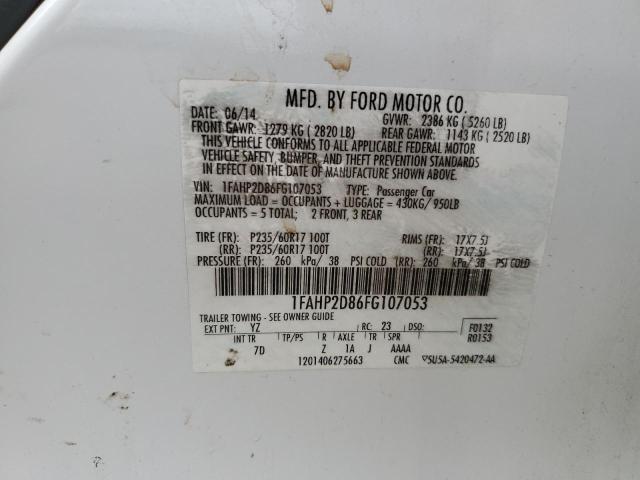 MFD. BY FORD MOTOR CO.
DATE: 06/14 GVWR: 2386 KG ( 5260 LB)
FRONT GAWR: 1279 KG ( 2820 LB) REAR GAWR: 1143 KG ( 2520 LB)
THIS VEHICLE CONFORMS TO ALL APPLICABLE FEDERAL MOTOR
VEHICLE SAFETY, BUMPER, AND THEFT PREVENTION STANDARDS
IN EFFECT ON THE DATE OF MANUFACTURE SHOWN ABOVE.
VIN: 1FAHP2D86FG107053 TYPE: Passenger Car
MAXIMUM LOAD = OCCUPANTS + LUGGAGE = 430KG/ 950LB
OCCUPANTS = 5 TOTAL; 2 FRONT, 3 REAR
TIRE (FR): P235/60R17 100T RIMS (FR): 17X7.5J
(RR): P235/60R17 100T (RR): 17X7.5J
PRESSURE (FR): 260 kPa/ 38 PSI COLD (RR): 260 kPa/ 38 PSI COLD
1FAHP2D86FG107053
TRAILER TOWING - SEE OWNER GUIDE
EXT PNT: YZ RC: 23 DSO: F0132
INT TR TP/PS R AXLE TR SPR R0153
7D Z 1A J AAAA
1201406275663 CMC 5USA-5420472-AA